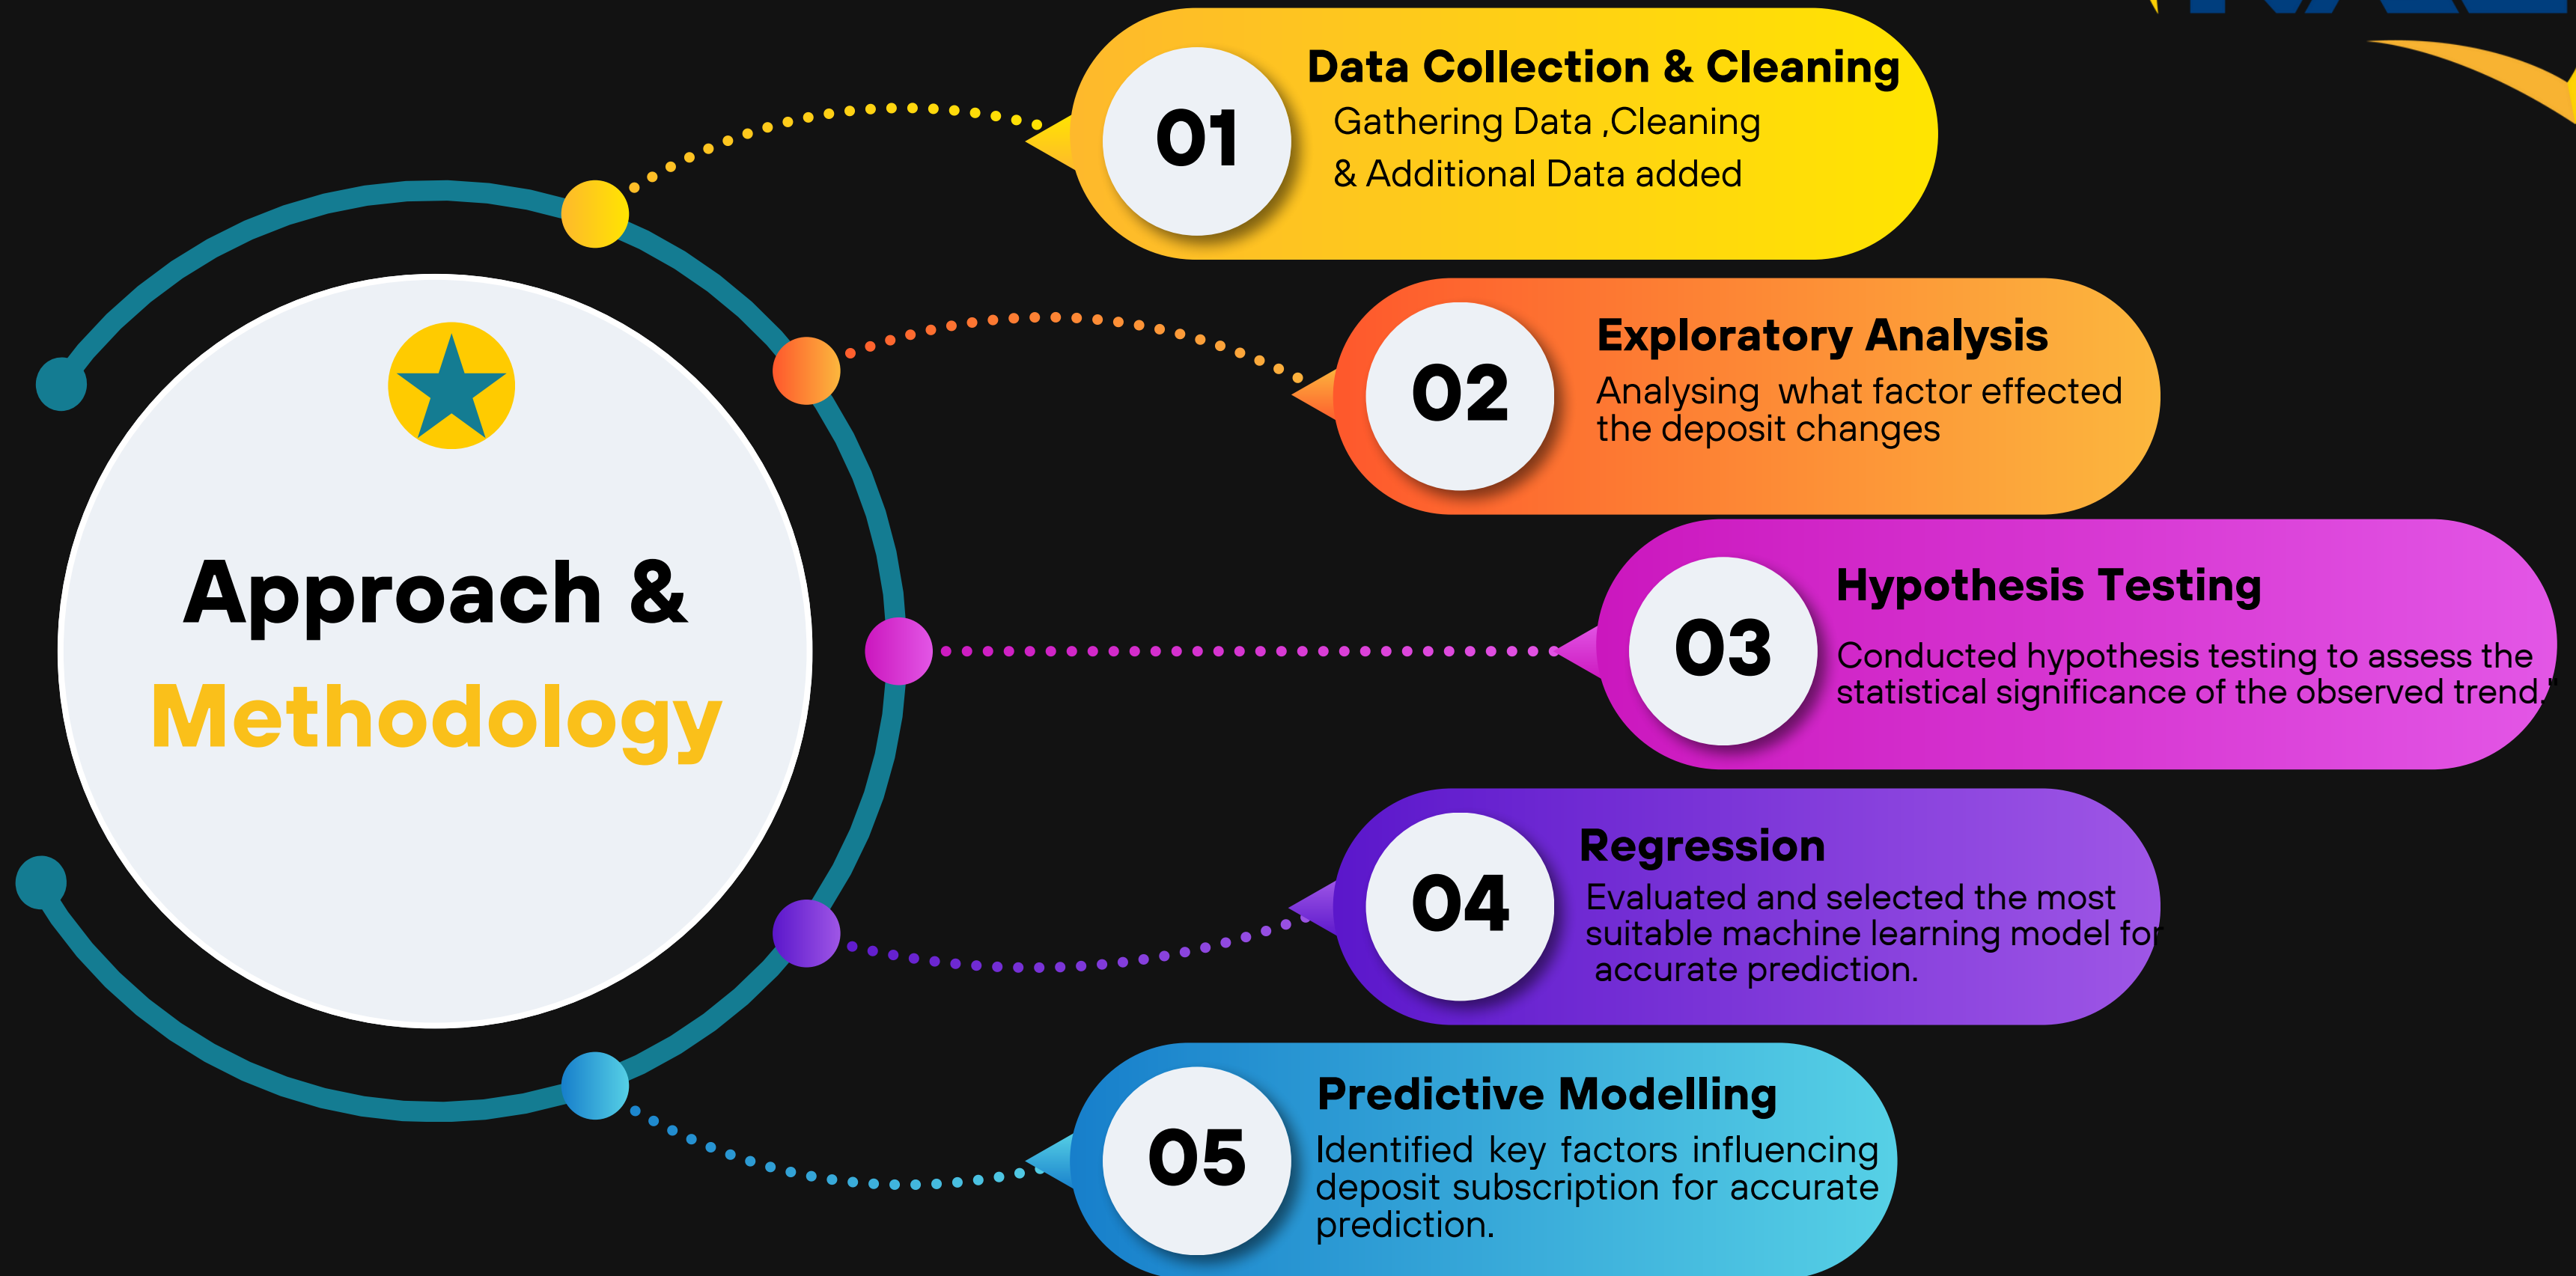 Approach &
Methodology
01
Data Collection & Cleaning
Gathering Data ,Cleaning
& Additional Data added
02
Exploratory Analysis
Analysing what factor effected
the deposit changes
03
Hypothesis Testing
Conducted hypothesis testing to assess the
statistical significance of the observed trend."
04
Regression
Evaluated and selected the most
suitable machine learning model for
accurate prediction.
05
Predictive Modelling
Identified key factors influencing
deposit subscription for accurate
prediction.